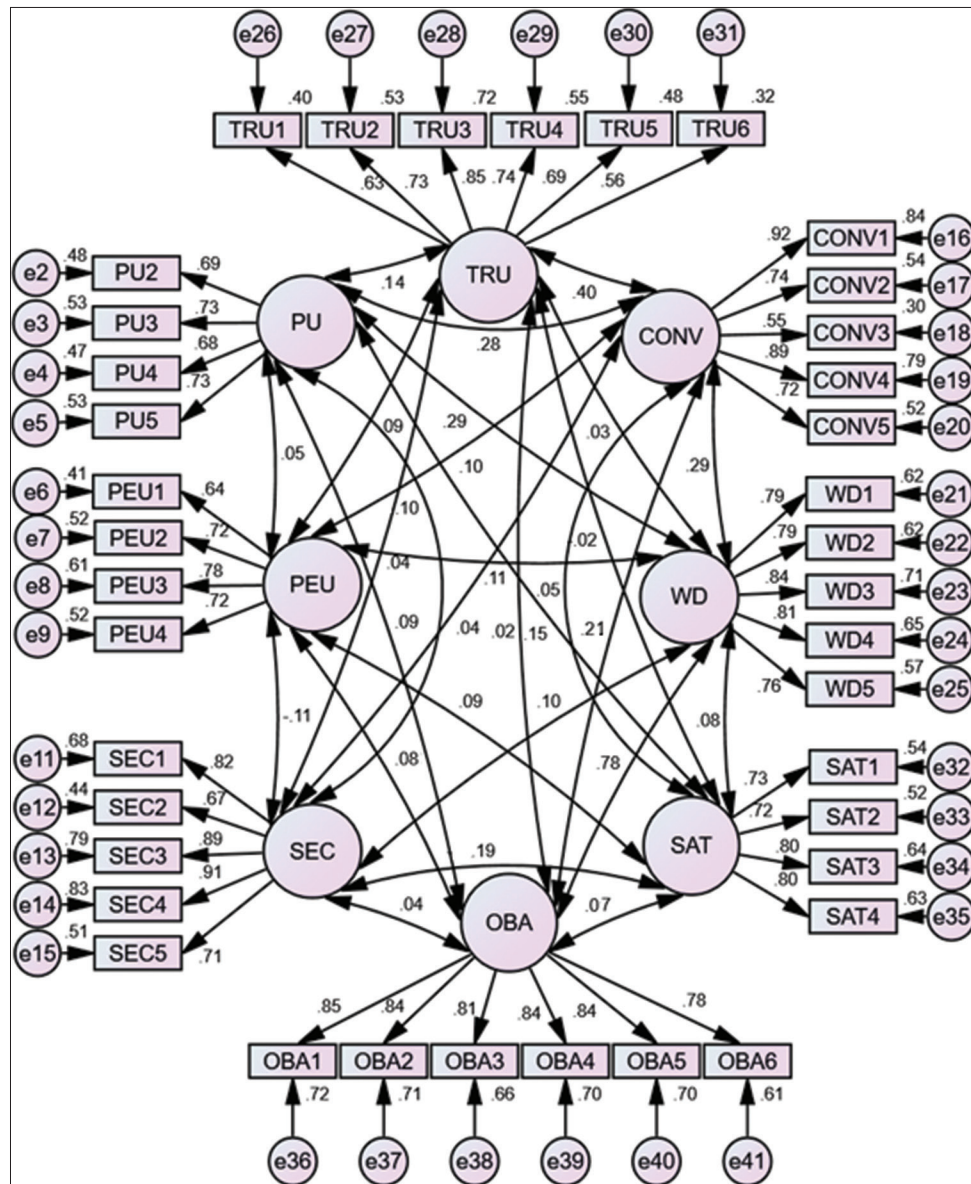 e26 e27 e28 e29 e30 e31
.40 .53 .72 .55 .48 .32
TRU1 TRU2 TRU3 TRU4 TRU5 TRU6
.63 .73 .85 .74 .69 .56
TRU
.14 .40
PU
CONV
.28
e2 .48 PU2 .69
e3 .53 PU3 .73
e4 .47 PU4 .68
e5 .53 PU5 .73
.92 CONV1 .84 e16
.74 CONV2 .54 e17
.55 CONV3 .30 e18
.89 CONV4 .79 e19
.72 CONV5 .52 e20
.05 .09 .29 .10 .03 .29
e6 .41 PEU1 .64
e7 .52 PEU2 .72
e8 .61 PEU3 .78
e9 .52 PEU4 .72
PEU
.10 .04 .02
.11 .05
.09 .04 .02 .15 .21
WD
.79 WD1 .62 e21
.79 WD2 .62 e22
.84 WD3 .71 e23
.81 WD4 .65 e24
.76 WD5 .57 e25
-.11 .09 .10 .08
.08 .78
e11 .68 SEC1 .82
e12 .44 SEC2 .67
e13 .79 SEC3 .89
e14 .83 SEC4 .91
e15 .51 SEC5 .71
SEC
SAT
.73 SAT1 .54 e32
.72 SAT2 .52 e33
.80 SAT3 .64 e34
.80 SAT4 .63 e35
.19
.04 .07
OBA
.85 .84 .81 .84 .84 .78
OBA1 OBA2 OBA3 OBA4 OBA5 OBA6
.72 .71 .66 .70 .70 .61
e36 e37 e38 e39 e40 e41